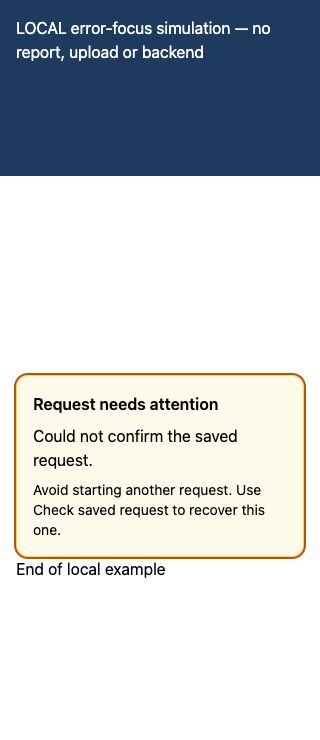 LOCAL error-focus simulation — no
report, upload or backend
Request needs attention
Could not confirm the saved
request.
Avoid starting another request. Use
Check saved request to recover this
one.
End of local example